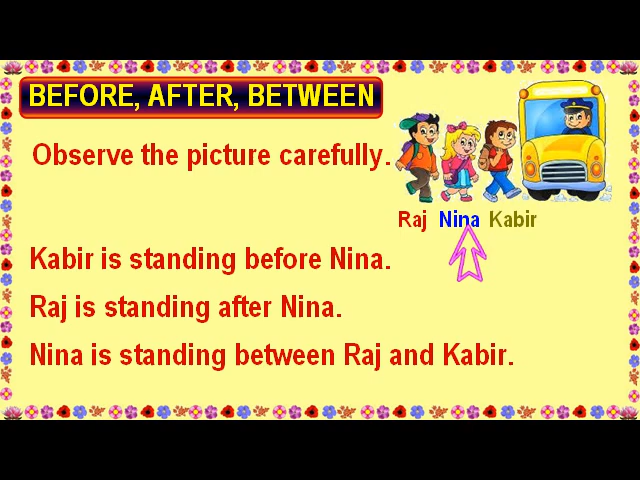 BEFORE, AFTER, BETWEEN
Observe the picture carefully.
Raj Nina Kabir
Kabir is standing before Nina.
Raj is standing after Nina.
Nina is standing between Raj and Kabir.